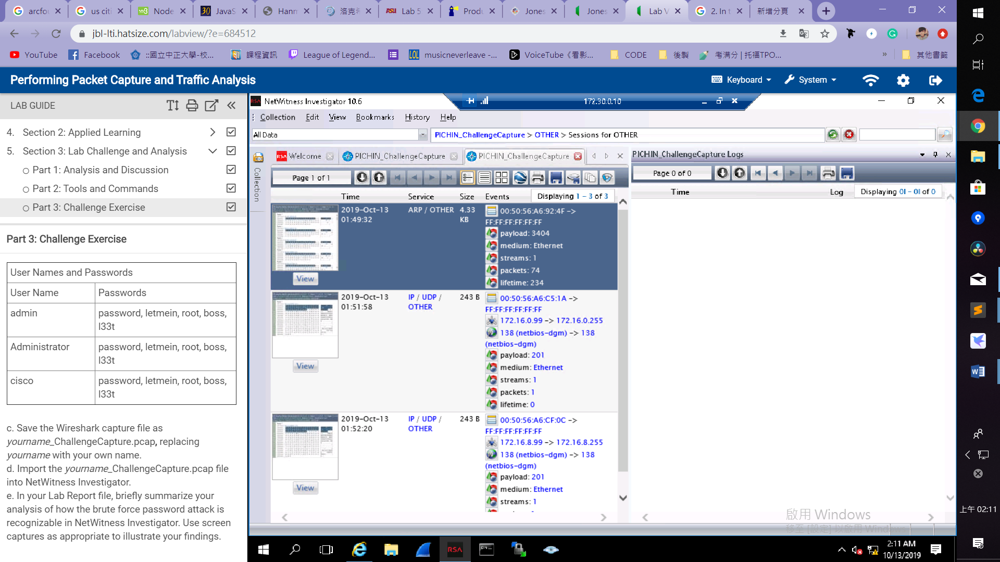 arcfou
us citi
Node
JavaS
Hanm
洛克希
Lab 5
Produ
Jones
Jones
Lab V
2. In t
新增分頁
jbl-lti.hatsize.com/labview/?e=684512
YouTube
Facebook
::國立中正大學-校...
課程資訊
League of Legend...
musicneverleave -...
VoiceTube《看影...
CODE
後製
考满分 | 托福TPO...
»
其他書籤
Performing Packet Capture and Traffic Analysis
Keyboard
System
LAB GUIDE
4. Section 2: Applied Learning
5. Section 3: Lab Challenge and Analysis
Part 1: Analysis and Discussion
Part 2: Tools and Commands
Part 3: Challenge Exercise
Part 3: Challenge Exercise
User Names and Passwords
User Name Passwords
admin password, letmein, root, boss,
l33t
Administrator password, letmein, root, boss,
l33t
cisco password, letmein, root, boss,
l33t
c. Save the Wireshark capture file as
yourname_ChallengeCapture.pcap, replacing
yourname with your own name.
d. Import the yourname_ChallengeCapture.pcap file
into NetWitness Investigator.
e. In your Lab Report file, briefly summarize your
analysis of how the brute force password attack is
recognizable in NetWitness Investigator. Use screen
captures as appropriate to illustrate your findings.
RSA NetWitness Investigator 10.6
172.30.0.10
Collection Edit View Bookmarks History Help
All Data
PICHIN_ChallengeCapture > OTHER > Sessions for OTHER
Collection
RSA Welcome
PICHIN_ChallengeCapture
PICHIN_ChallengeCapture
Page 1 of 1
Time Service Size Events Displaying 1 - 3 of 3
2019-Oct-13 ARP / OTHER 4.33 00:50:56:A6:92:4F ->
01:49:32 KB FF:FF:FF:FF:FF:FF
payload: 3404
medium: Ethernet
streams: 1
packets: 74
View
lifetime: 234
2019-Oct-13 IP / UDP / 243 B 00:50:56:A6:C5:1A ->
01:51:58 OTHER FF:FF:FF:FF:FF:FF
172.16.0.99 -> 172.16.0.255
138 (netbios-dgm) -> 138
(netbios-dgm)
payload: 201
View
medium: Ethernet
streams: 1
packets: 1
lifetime: 0
2019-Oct-13 IP / UDP / 243 B 00:50:56:A6:CF:0C ->
01:52:20 OTHER FF:FF:FF:FF:FF:FF
172.16.8.99 -> 172.16.8.255
138 (netbios-dgm) -> 138
(netbios-dgm)
payload: 201
View
medium: Ethernet
streams: 1
PICHIN_ChallengeCapture Logs
Page 0 of 0
Time Log Displaying 0l - 0l of 0
啟用 Windows
移至 [設定] 以啟用 Windows
RSA
2:11 AM
10/13/2019
上午 02:11